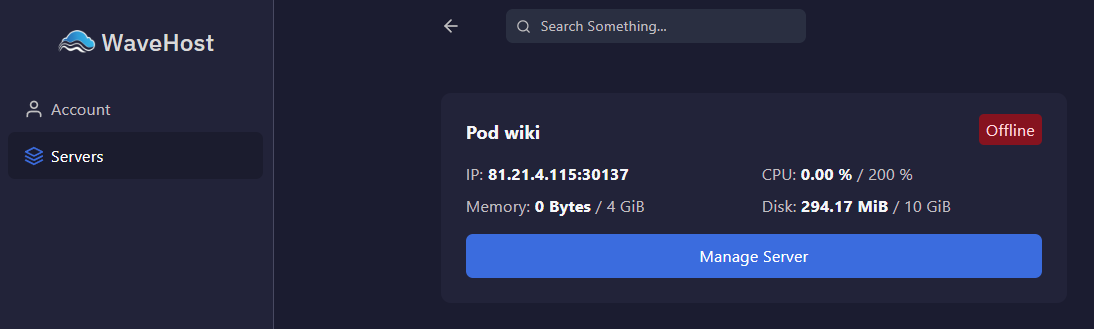 WaveHost
Account
Servers
Search Something...
Pod wiki
Offline
IP: 81.21.4.115:30137
CPU: 0.00 % / 200 %
Memory: 0 Bytes / 4 GiB
Disk: 294.17 MiB / 10 GiB
Manage Server